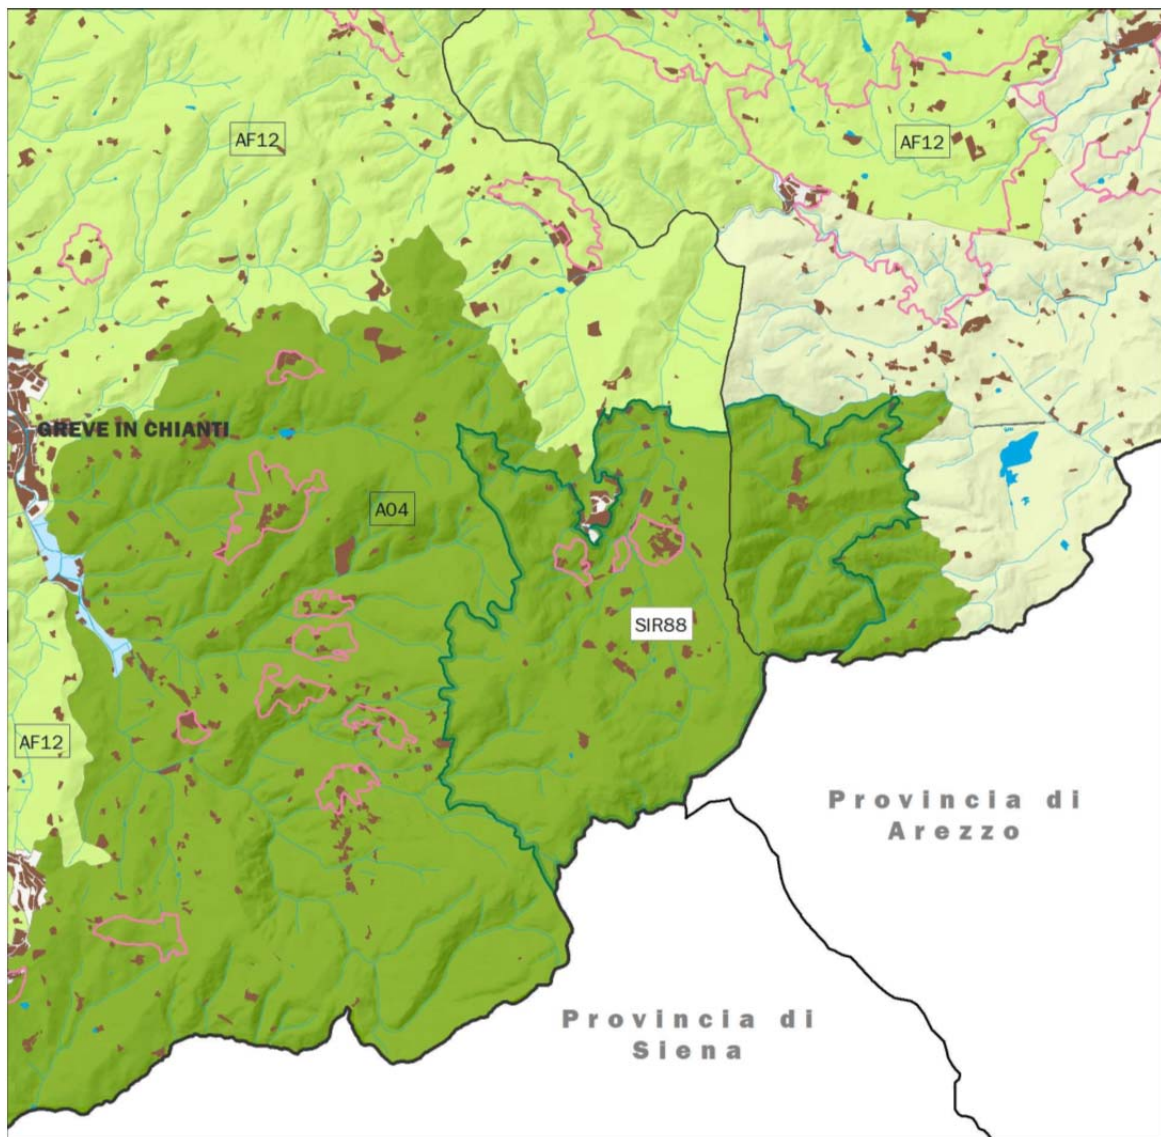 AF12
AF12
GREVE IN CHIANTI
A04
SIR88
AF12
Provincia di
Arezzo
Provincia di
Siena